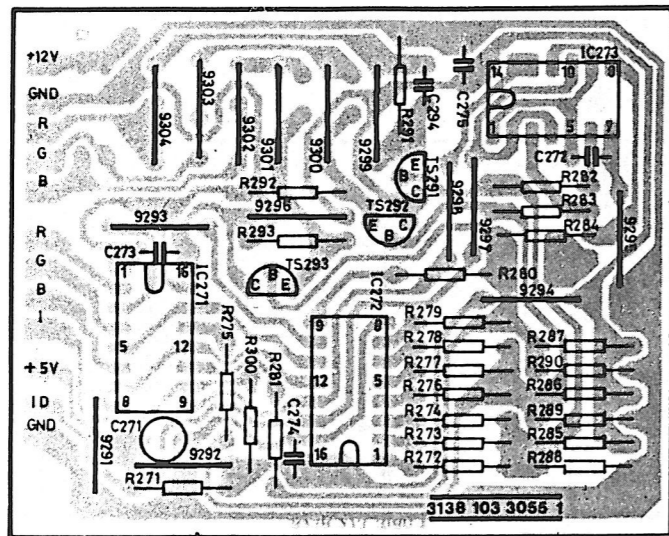 +12V
GND
R
G
B
R
G
B
I
+5V
ID
GND
9304
9303
9302
9301
9300
9299
R291
C294
C276
IC273
14
10
8
1
5
7
C272
R292
9296
R293
TS291
E
B
C
TS292
E
B
C
9298
9297
R282
R283
R284
9295
9293
C273
1
16
IC271
5
12
8
9
TS293
C
B
E
IC272
9
8
12
5
16
1
R280
9294
R279
R278
R277
R276
R274
R273
R272
R287
R290
R286
R289
R285
R288
R275
R300
R281
C274
C271
9291
9292
R271
3138 103 3055 1